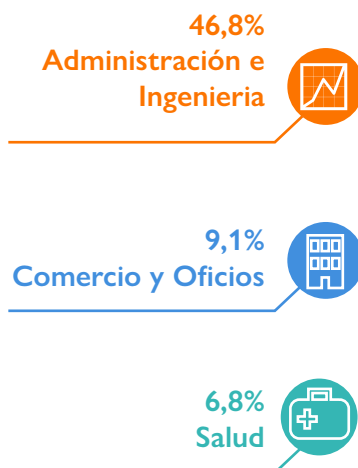 46,8%
Administración e
Ingenieria
9,1%
Comercio y Oficios
6,8%
Salud